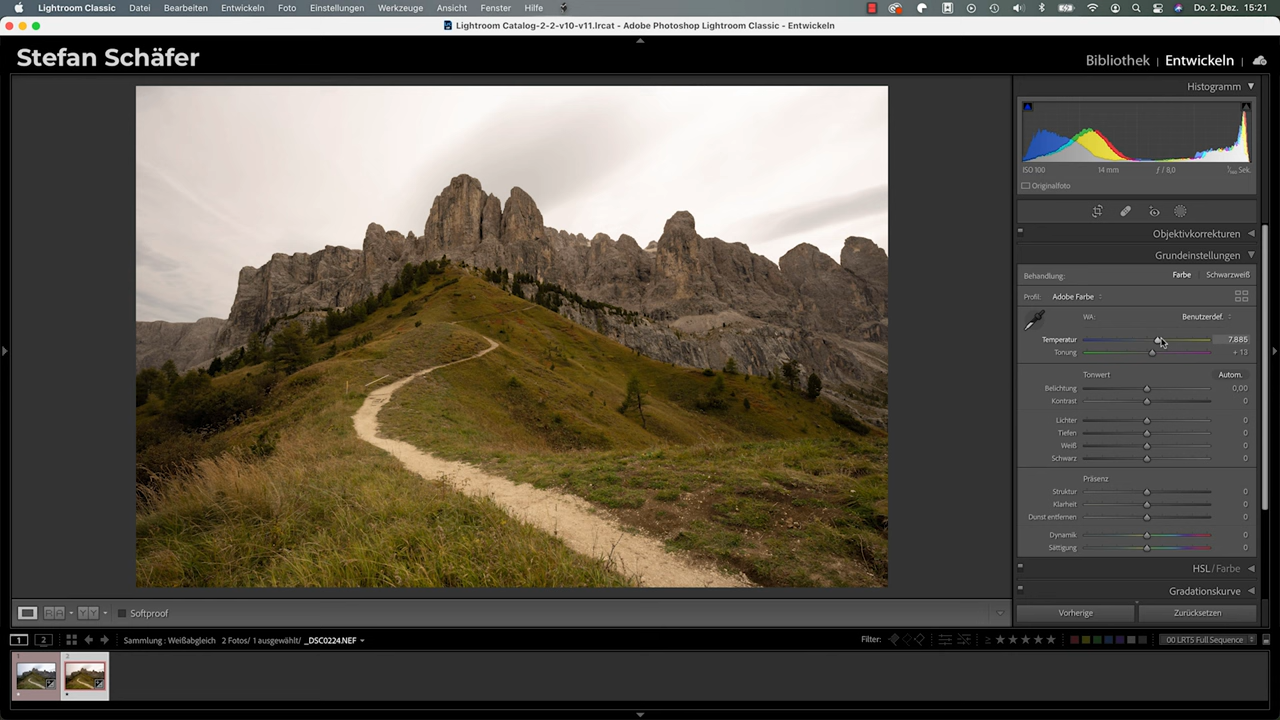 Lightroom Classic Datei Bearbeiten Entwickeln Foto Einstellungen Werkzeuge Ansicht Fenster Hilfe Do. 2. Dez. 15:21
Lightroom Catalog-2-2-v10-v11.lrcat - Adobe Photoshop Lightroom Classic - Entwickeln
Stefan Schäfer
Bibliothek | Entwickeln |
Histogramm
ISO 100 14 mm ƒ / 8,0 Sek.
Originalfoto
Objektivkorrekturen
Grundeinstellungen
Behandlung: Farbe Schwarzweiß
Profil: Adobe Farbe
WA: Benutzerdef.
Temperatur 7.885
Tonung + 13
Tonwert Autom.
Belichtung 0,00
Kontrast 0
Lichter 0
Tiefen 0
Weiß 0
Schwarz 0
Präsenz
Struktur 0
Klarheit 0
Dunst entfernen 0
Dynamik 0
Sättigung 0
HSL / Farbe
Gradationskurve
Softproof
Vorherige Zurücksetzen
1 2 Sammlung : Weißabgleich 2 Fotos/ 1 ausgewählt/ _DSC0224.NEF Filter: 00 LRTS Full Sequence
1 2